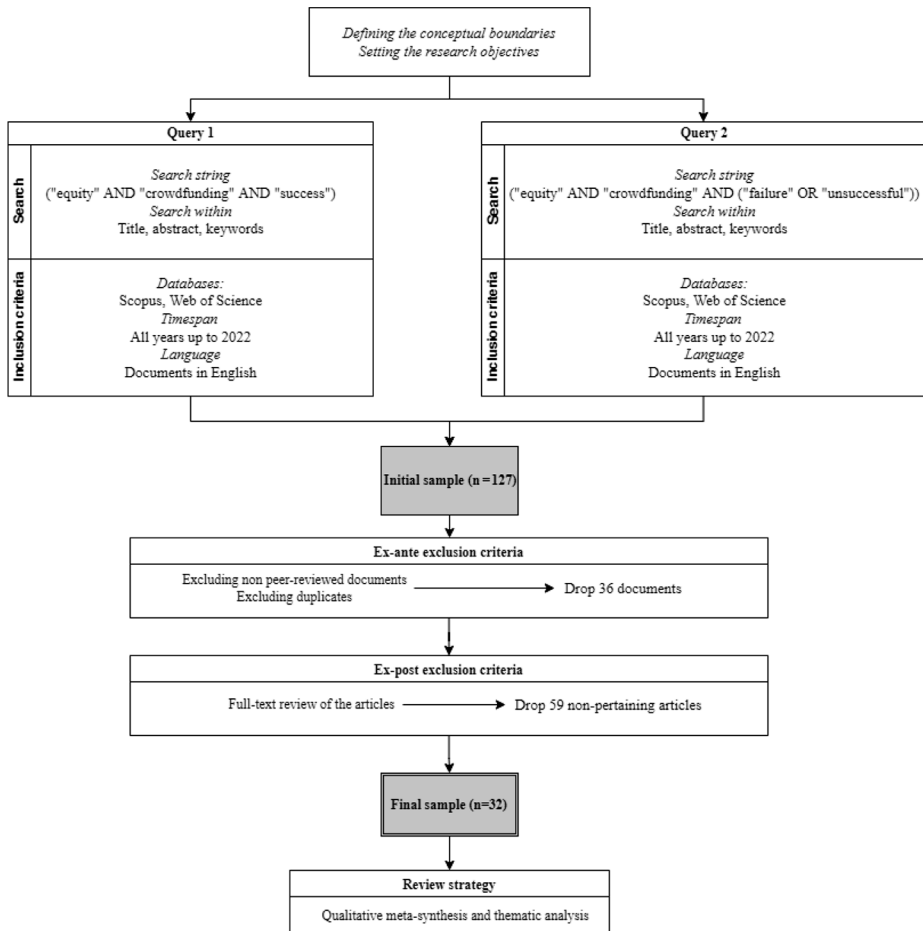 Defining the conceptual boundaries
Setting the research objectives
Query 1
Search
Search string
("equity" AND "crowdfunding" AND "success")
Search within
Title, abstract, keywords
Inclusion criteria
Databases:
Scopus, Web of Science
Timespan
All years up to 2022
Language
Documents in English
Query 2
Search
Search string
("equity" AND "crowdfunding" AND ("failure" OR "unsuccessful"))
Search within
Title, abstract, keywords
Inclusion criteria
Databases:
Scopus, Web of Science
Timespan
All years up to 2022
Language
Documents in English
Initial sample (n =127)
Ex-ante exclusion criteria
Excluding non peer-reviewed documents
Excluding duplicates
Drop 36 documents
Ex-post exclusion criteria
Full-text review of the articles
Drop 59 non-pertaining articles
Final sample (n=32)
Review strategy
Qualitative meta-synthesis and thematic analysis